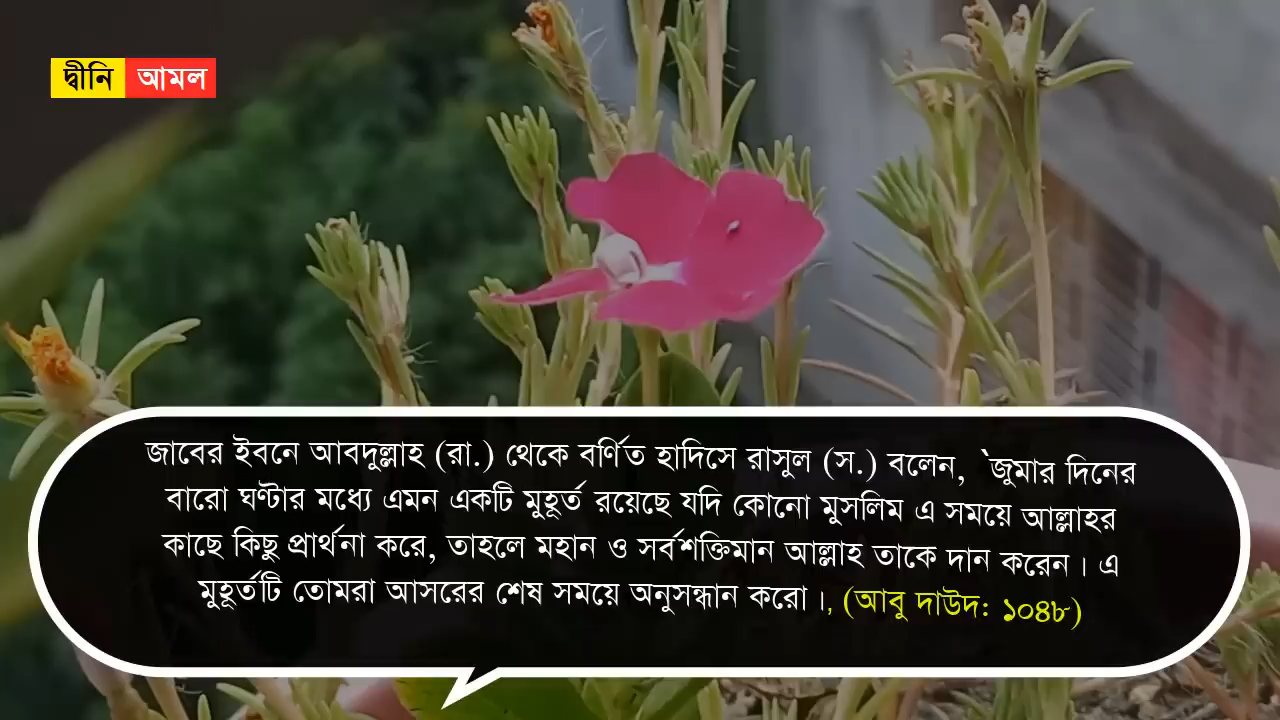 দ্বীনি আমল
জাবের ইবনে আবদুল্লাহ (রা.) থেকে বর্ণিত হাদিসে রাসুল (স.) বলেন, `জুমার দিনের
বারো ঘণ্টার মধ্যে এমন একটি মুহূর্ত রয়েছে যদি কোনো মুসলিম এ সময়ে আল্লাহর
কাছে কিছু প্রার্থনা করে, তাহলে মহান ও সর্বশক্তিমান আল্লাহ তাকে দান করেন। এ
মুহূর্তটি তোমরা আসরের শেষ সময়ে অনুসন্ধান করো।, (আবু দাউদ: ১০৪৮)